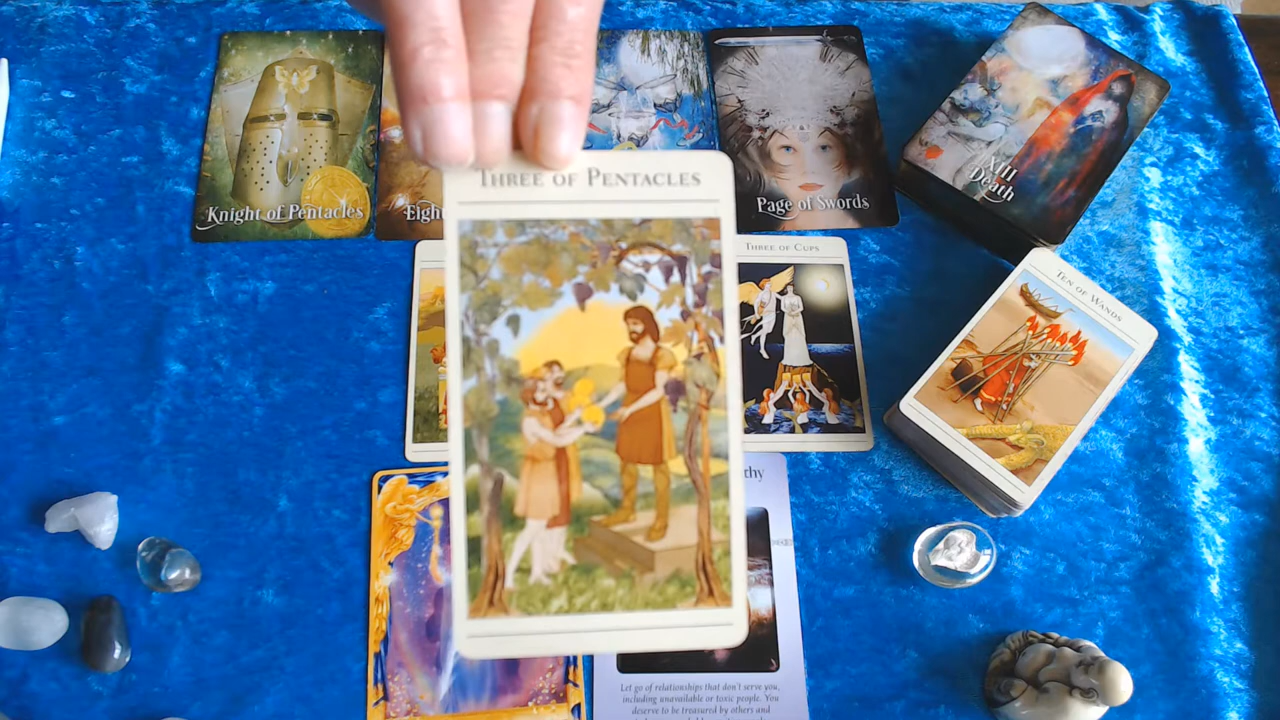 Knight of Pentacles
Eigh
Page of Swords
XIII
Death
THREE OF PENTACLES
THREE OF CUPS
TEN OF WANDS
thy
Let go of relationships that don't serve you,
including unavailable or toxic people. You
deserve to be treasured by others and